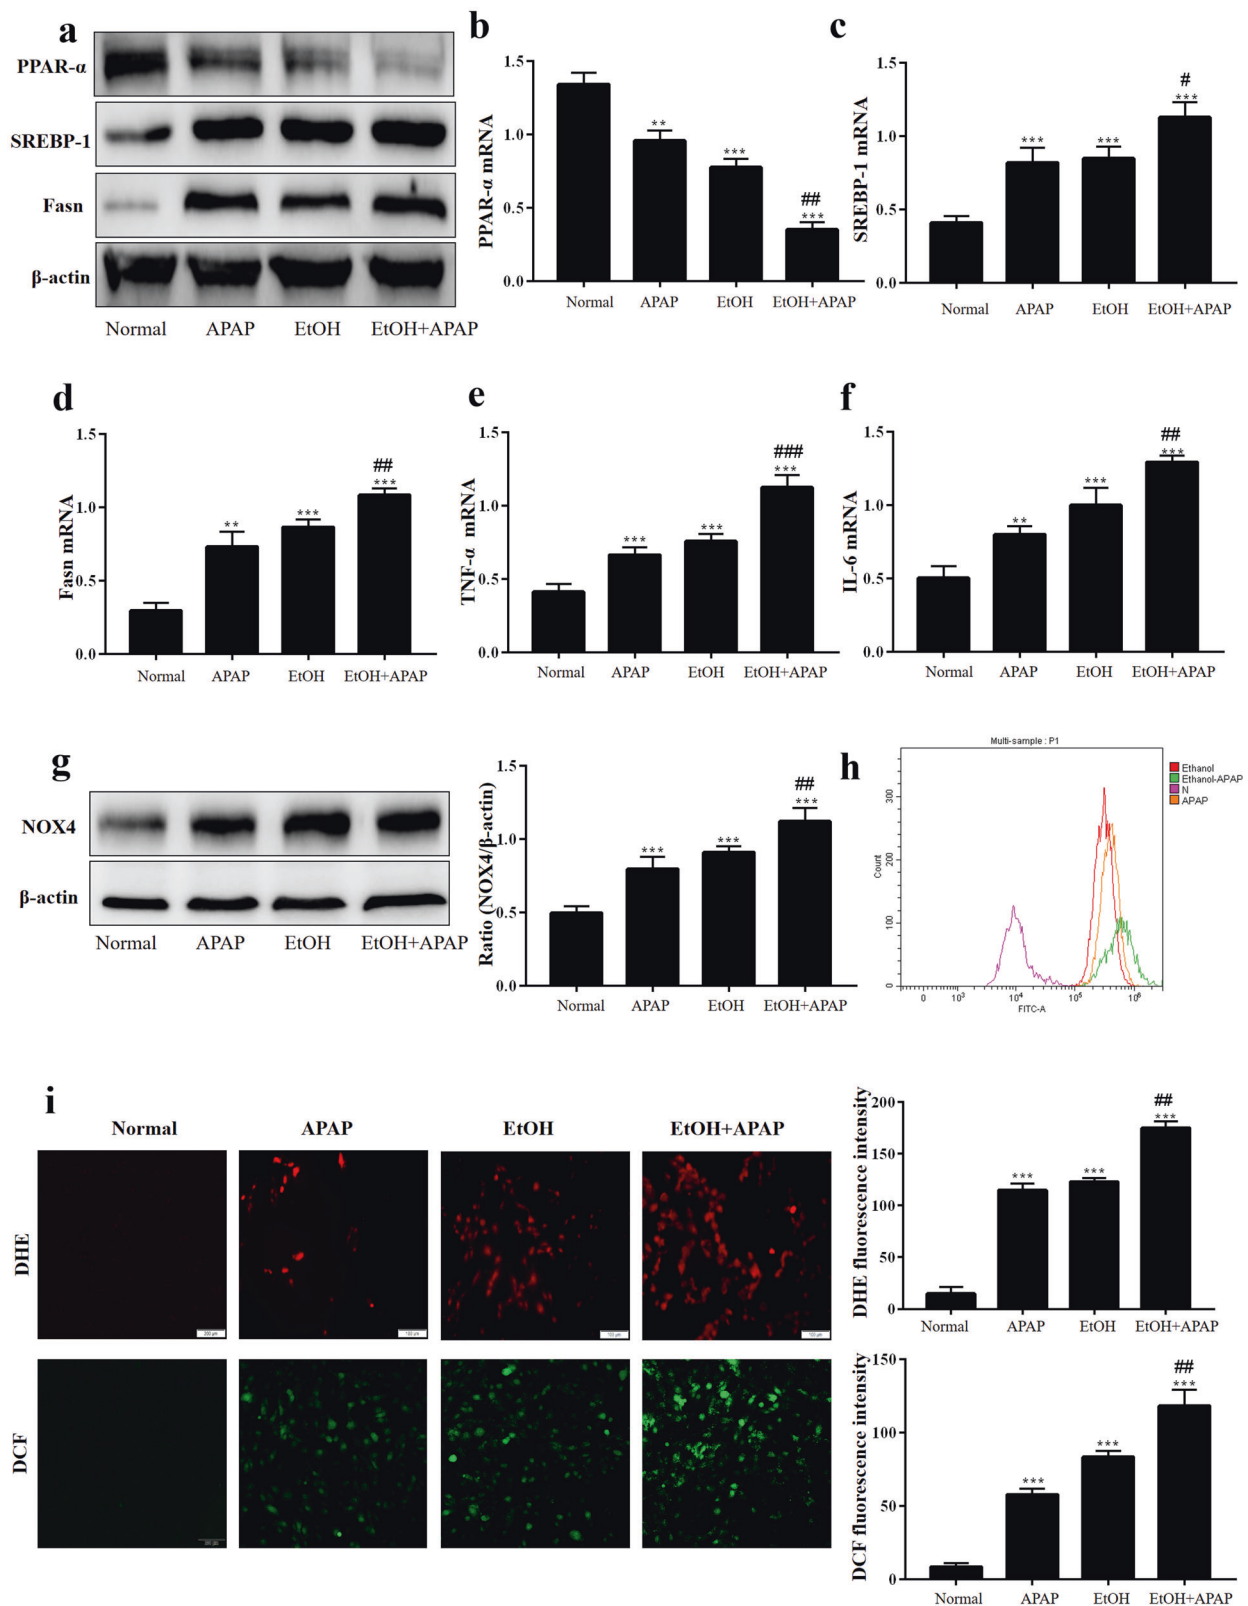 a
PPAR-α
SREBP-1
Fasn
β-actin
Normal APAP EtOH EtOH+APAP
b
PPAR-α mRNA
1.5
1.0
0.5
0.0
**
***
##
***
Normal APAP EtOH EtOH+APAP
c
SREBP-1 mRNA
1.5
1.0
0.5
0.0
***
***
#
***
Normal APAP EtOH EtOH+APAP
d
Fasn mRNA
1.5
1.0
0.5
0.0
**
***
##
***
Normal APAP EtOH EtOH+APAP
e
TNF-α mRNA
1.5
1.0
0.5
0.0
***
***
###
***
Normal APAP EtOH EtOH+APAP
f
IL-6 mRNA
1.5
1.0
0.5
0.0
**
***
##
***
Normal APAP EtOH EtOH+APAP
g
NOX4
β-actin
Normal APAP EtOH EtOH+APAP
Ratio (NOX4/β-actin)
1.5
1.0
0.5
0.0
***
***
##
***
Normal APAP EtOH EtOH+APAP
h
Multi-sample : P1
Count
300
200
100
0
0 10³ 10⁴ 10⁵ 10⁶
FITC-A
Ethanol
Ethanol-APAP
N
APAP
i
Normal APAP EtOH EtOH+APAP
DHE
200 μm 100 μm 100 μm 100 μm
DCF
DHE fluorescence intensity
200
150
100
50
0
***
***
##
***
Normal APAP EtOH EtOH+APAP
DCF fluorescence intensity
150
100
50
0
***
***
##
***
Normal APAP EtOH EtOH+APAP